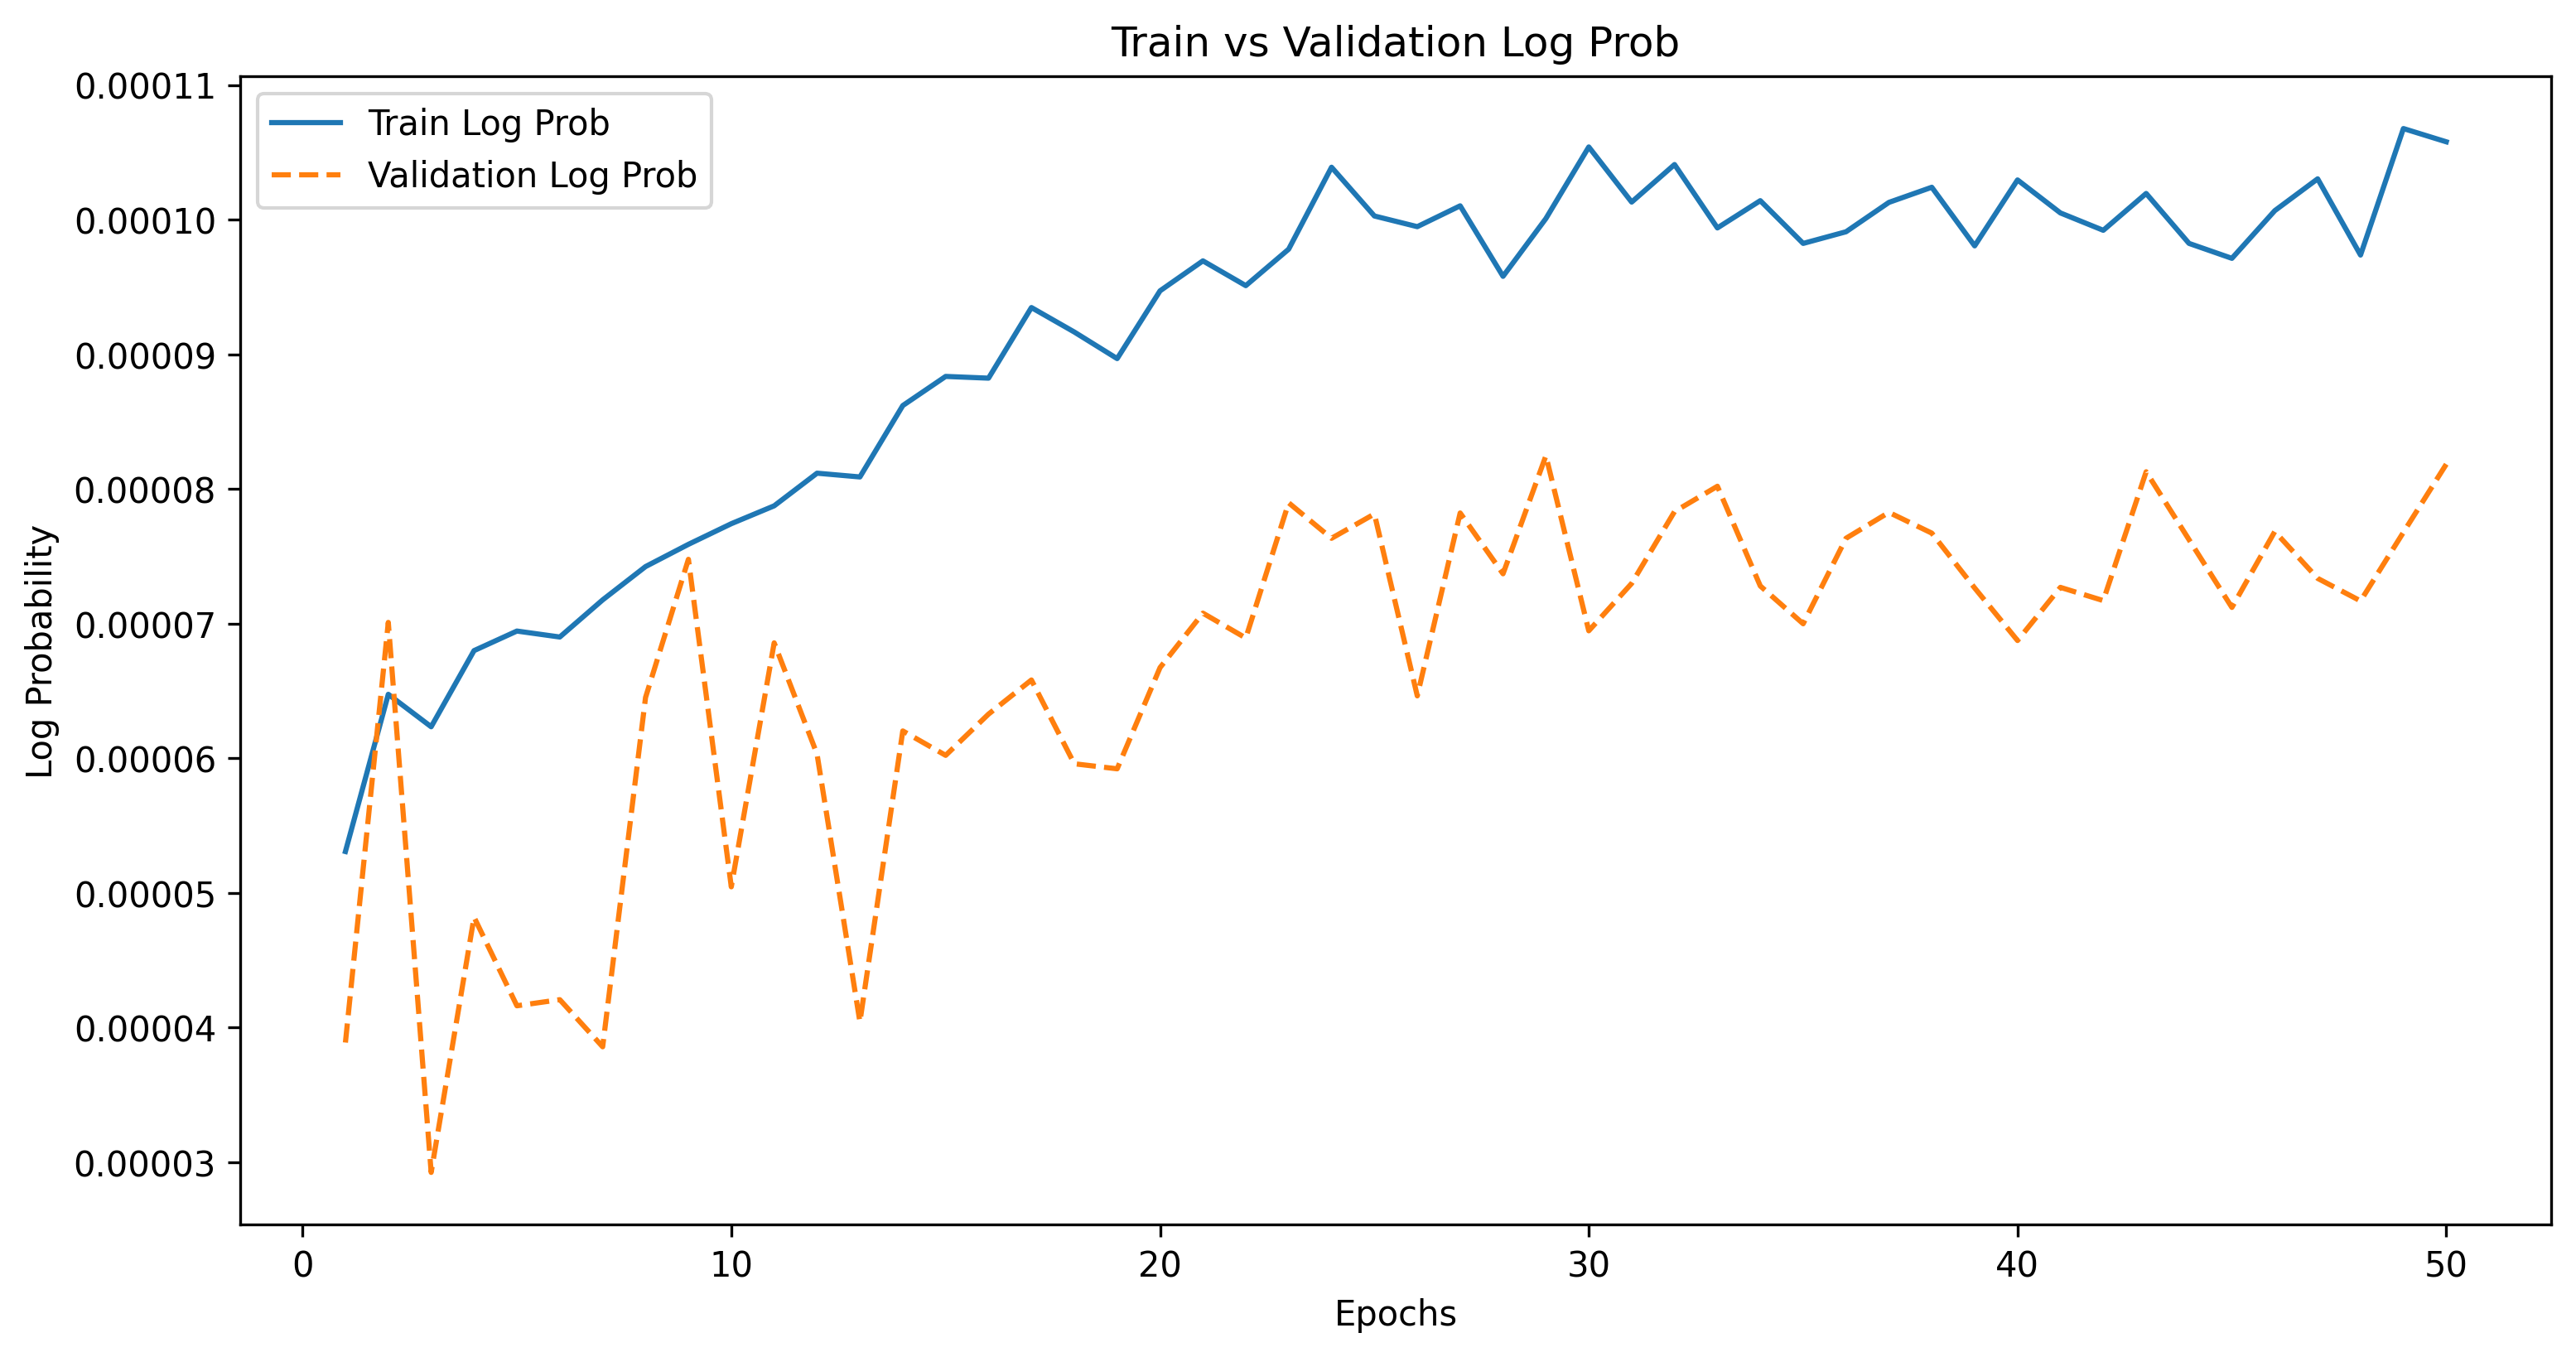 Train vs Validation Log Prob
Train Log Prob
Validation Log Prob
Log Probability
0.00011
0.00010
0.00009
0.00008
0.00007
0.00006
0.00005
0.00004
0.00003
0 10 20 30 40 50
Epochs